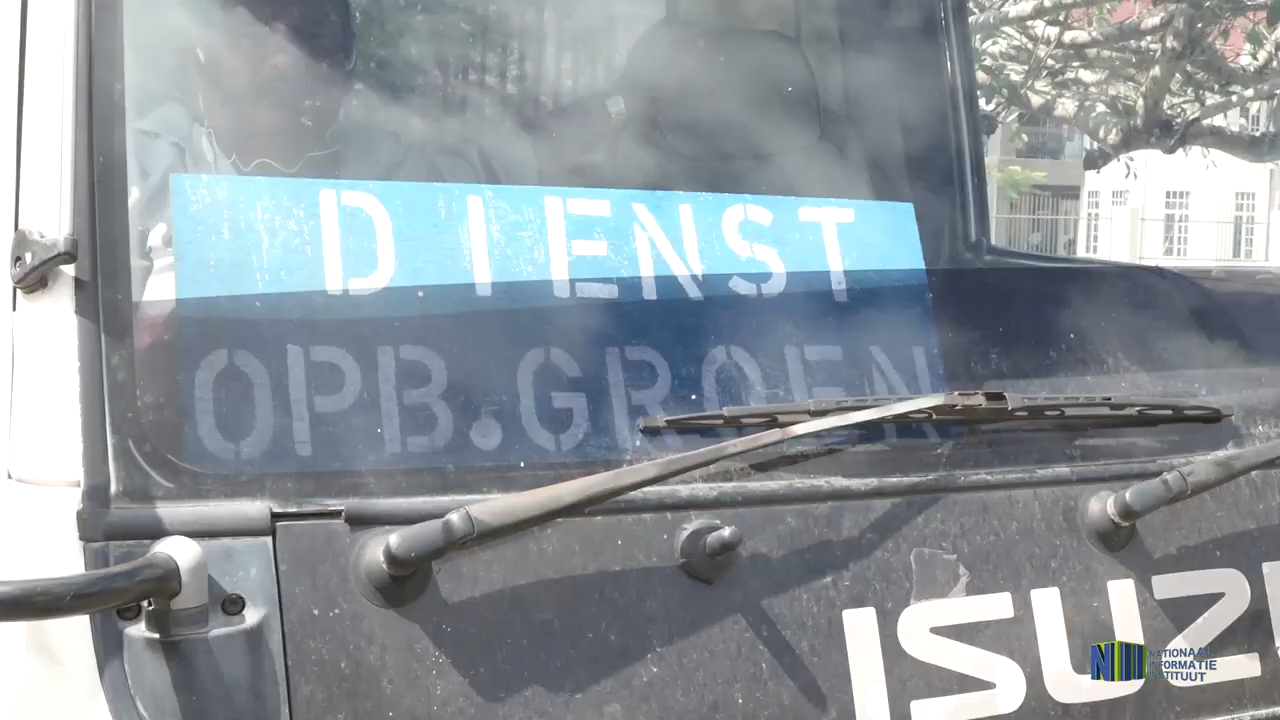 DIENST
OPB.GROEN
ISUZU
NATIONAAL
INFORMATIE
INSTITUUT